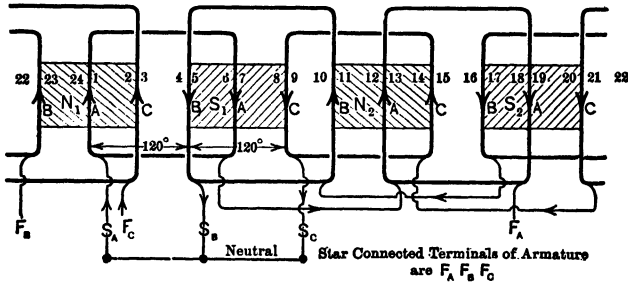 22 23 24 1 2 3 4 5 6 7 8 9 10 11 12 13 14 15 16 17 18 19 20 21 22
B N1 A C B S1 A C B N2 A C B S2 A C
120° 120°
FB SA FC SB SC FA
Neutral
Star Connected Terminals of Armature
are FA FB FC